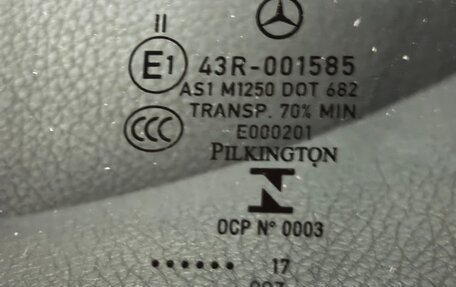 II
E1 43R-001585
AS1 M1250 DOT 682
TRANSP. 70% MIN.
CCC
E000201
PILKINGTON
N
OCP N° 0003
•••••• 17